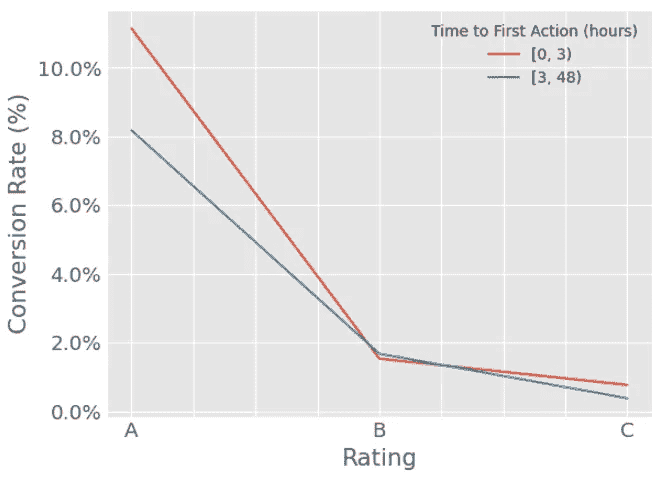 Time to First Action (hours)
[0, 3)
[3, 48)
Conversion Rate (%)
10.0%
8.0%
6.0%
4.0%
2.0%
0.0%
A B C
Rating